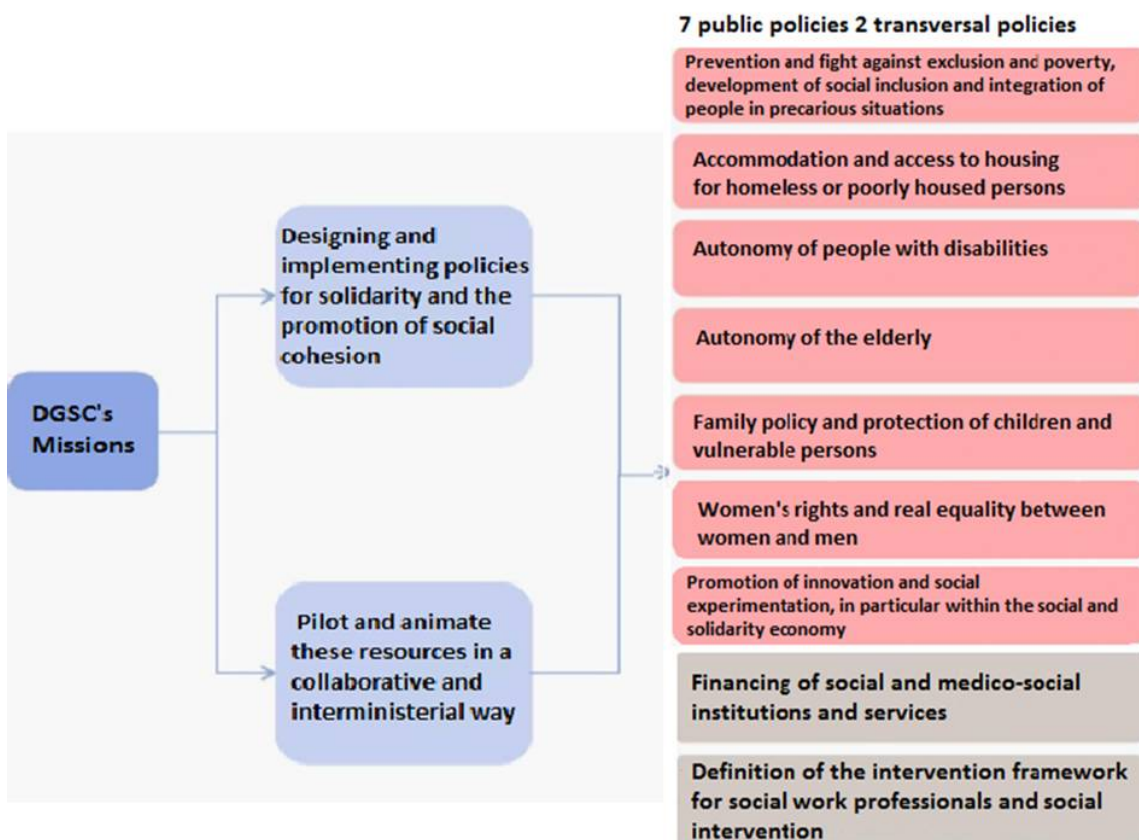 7 public policies 2 transversal policies
Prevention and fight against exclusion and poverty,
development of social inclusion and integration of
people in precarious situations
Accommodation and access to housing
for homeless or poorly housed persons
Designing and
implementing policies
for solidarity and the
promotion of social
cohesion
Autonomy of people with disabilities
Autonomy of the elderly
DGSC's
Missions
Family policy and protection of children and
vulnerable persons
Women's rights and real equality between
women and men
Promotion of innovation and social
experimentation, in particular within the social and
solidarity economy
Pilot and animate
these resources in a
collaborative and
interministerial way
Financing of social and medico-social
institutions and services
Definition of the intervention framework
for social work professionals and social
intervention